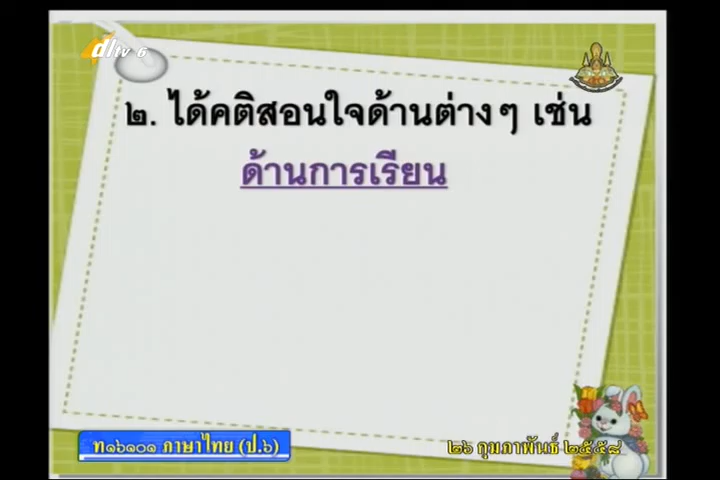 dltv 6
๒. ได้คติสอนใจด้านต่างๆ เช่น
ด้านการเรียน
ท๑๖๑๐๑ ภาษาไทย (ป.๖)
๒๖ กุมภาพันธ์ ๒๕๕๘